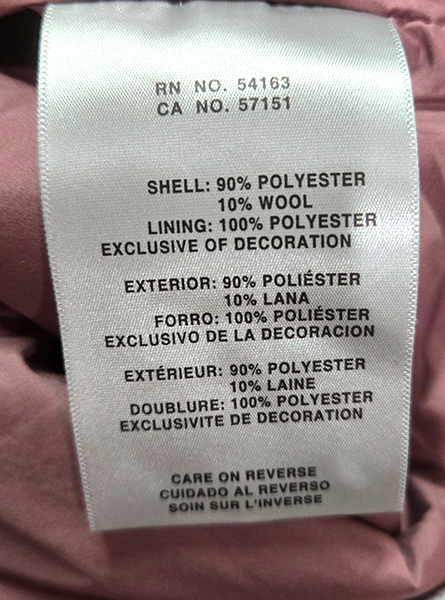 RN NO. 54163
CA NO. 57151
SHELL: 90% POLYESTER
10% WOOL
LINING: 100% POLYESTER
EXCLUSIVE OF DECORATION
EXTERIOR: 90% POLIÉSTER
10% LANA
FORRO: 100% POLIÉSTER
EXCLUSIVO DE LA DECORACION
EXTÉRIEUR: 90% POLYESTER
10% LAINE
DOUBLURE: 100% POLYESTER
EXCLUSIVITE DE DECORATION
CARE ON REVERSE
CUIDADO AL REVERSO
SOIN SUR L'INVERSE